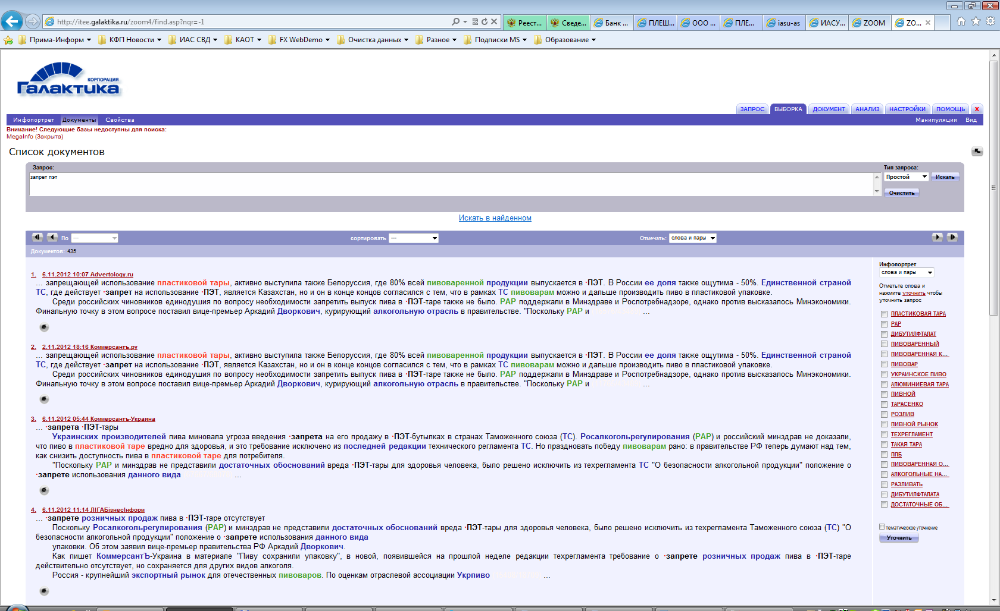 http://itee.galaktika.ru/zoom4/find.asp?nqr=-1
Реест...
Сведе...
Банк ...
ПЛЕШ...
ООО ...
ПЛЕ...
iasu-as
ИАСУ...
ZOOM
ZO...
Прима-Информ
КФП Новости
ИАС СВД
КАОТ
FX WebDemo
Очистка данных
Разное
Подписки MS
Образование
КОРПОРАЦИЯ
Галактика
ЗАПРОС ВЫБОРКА ДОКУМЕНТ АНАЛИЗ НАСТРОЙКИ ПОМОЩЬ X
Инфопортрет Документы Свойства Манипуляции Вид
Внимание! Следующие базы недоступны для поиска:
MegaInfo (Закрыта)
Список документов
Запрос:
запрет пэт
Тип запроса:
Простой Искать
Очистить
Искать в найденном
По --- сортировать --- Отмечать: слова и пары
Документов: 435
1. 6.11.2012 10:07 Advertology.ru
... запрещающей использование пластиковой тары, активно выступила также Белоруссия, где 80% всей пивоваренной продукции выпускается в ·ПЭТ. В России ее доля также ощутима - 50%. Единственной страной
ТС, где действует ·запрет на использование ·ПЭТ, является Казахстан, но и он в конце концов согласился с тем, что в рамках ТС пивоварам можно и дальше производить пиво в пластиковой упаковке.
Среди российских чиновников единодушия по вопросу необходимости запретить выпуск пива в ·ПЭТ-таре также не было. РАР поддержали в Минздраве и Роспотребнадзоре, однако против высказалось Минэкономики.
Финальную точку в этом вопросе поставил вице-премьер Аркадий Дворкович, курирующий алкогольную отрасль в правительстве. "Поскольку РАР и ...
2. 2.11.2012 18:16 Коммерсантъ.ру
... запрещающей использование пластиковой тары, активно выступила также Белоруссия, где 80% всей пивоваренной продукции выпускается в ·ПЭТ. В России ее доля также ощутима - 50%. Единственной страной
ТС, где действует ·запрет на использование ·ПЭТ, является Казахстан, но и он в конце концов согласился с тем, что в рамках ТС пивоварам можно и дальше производить пиво в пластиковой упаковке.
Среди российских чиновников единодушия по вопросу необходимости запретить выпуск пива в ·ПЭТ-таре также не было. РАР поддержали в Минздраве и Роспотребнадзоре, однако против высказалось Минэкономики.
Финальную точку в этом вопросе поставил вице-премьер Аркадий Дворкович, курирующий алкогольную отрасль в правительстве. "Поскольку РАР и ...
3. 6.11.2012 05:44 Коммерсантъ-Украина
... ·запрета ·ПЭТ-тары
Украинских производителей пива миновала угроза введения ·запрета на его продажу в ·ПЭТ-бутылках в странах Таможенного союза (ТС). Росалкогольрегулирования (РАР) и российский минздрав не доказали,
что пиво в пластиковой таре вредно для здоровья, и это требование исключено из последней редакции технического регламента ТС. Но праздновать победу пивоварам рано: в правительстве РФ теперь думают над тем,
как снизить доступность пива в пластиковой таре для потребителя.
"Поскольку РАР и минздрав не представили достаточных обоснований вреда ·ПЭТ-тары для здоровья человека, было решено исключить из техрегламента ТС "О безопасности алкогольной продукции" положение о
·запрете использования данного вида ...
4. 6.11.2012 11:14 ЛІГАБізнесІнформ
... ·запрете розничных продаж пива в ·ПЭТ-таре отсутствует
Поскольку Росалкогольрегулирования (РАР) и минздрав не представили достаточных обоснований вреда ·ПЭТ-тары для здоровья человека, было решено исключить из техрегламента Таможенного союза (ТС) "О
безопасности алкогольной продукции" положение о ·запрете использования данного вида
упаковки. Об этом заявил вице-премьер правительства РФ Аркадий Дворкович.
Как пишет КоммерсантЪ-Украина в материале "Пиву сохранили упаковку", в новой, появившейся на прошлой неделе редакции техрегламента требование о ·запрете розничных продаж пива в ·ПЭТ-таре
действительно отсутствует, но сохраняется для других видов алкоголя.
Россия - крупнейший экспортный рынок для отечественных пивоваров. По оценкам отраслевой ассоциации Укрпиво ...
Инфопортрет
слова и пары
Отметьте слова и
нажмите уточнить чтобы
уточнить запрос
ПЛАСТИКОВАЯ ТАРА
РАР
ДИБУТИЛФТАЛАТ
ПИВОВАРЕННЫЙ
ПИВОВАРЕННАЯ К...
ПИВОВАР
УКРАИНСКОЕ ПИВО
АЛЮМИНИЕВАЯ ТАРА
ПИВНОЙ
ТАРАСЕНКО
РОЗЛИВ
ПИВНОЙ РЫНОК
ТЕХРЕГЛАМЕНТ
ТАКАЯ ТАРА
ППБ
ПИВОВАРЕННАЯ О...
АЛКОГОЛЬНЫЕ НА...
РАЗЛИВАТЬ
ДИБУТИЛФТАЛАТА
ДОСТАТОЧНЫЕ ОБ...
тематическое уточнение
Уточнить